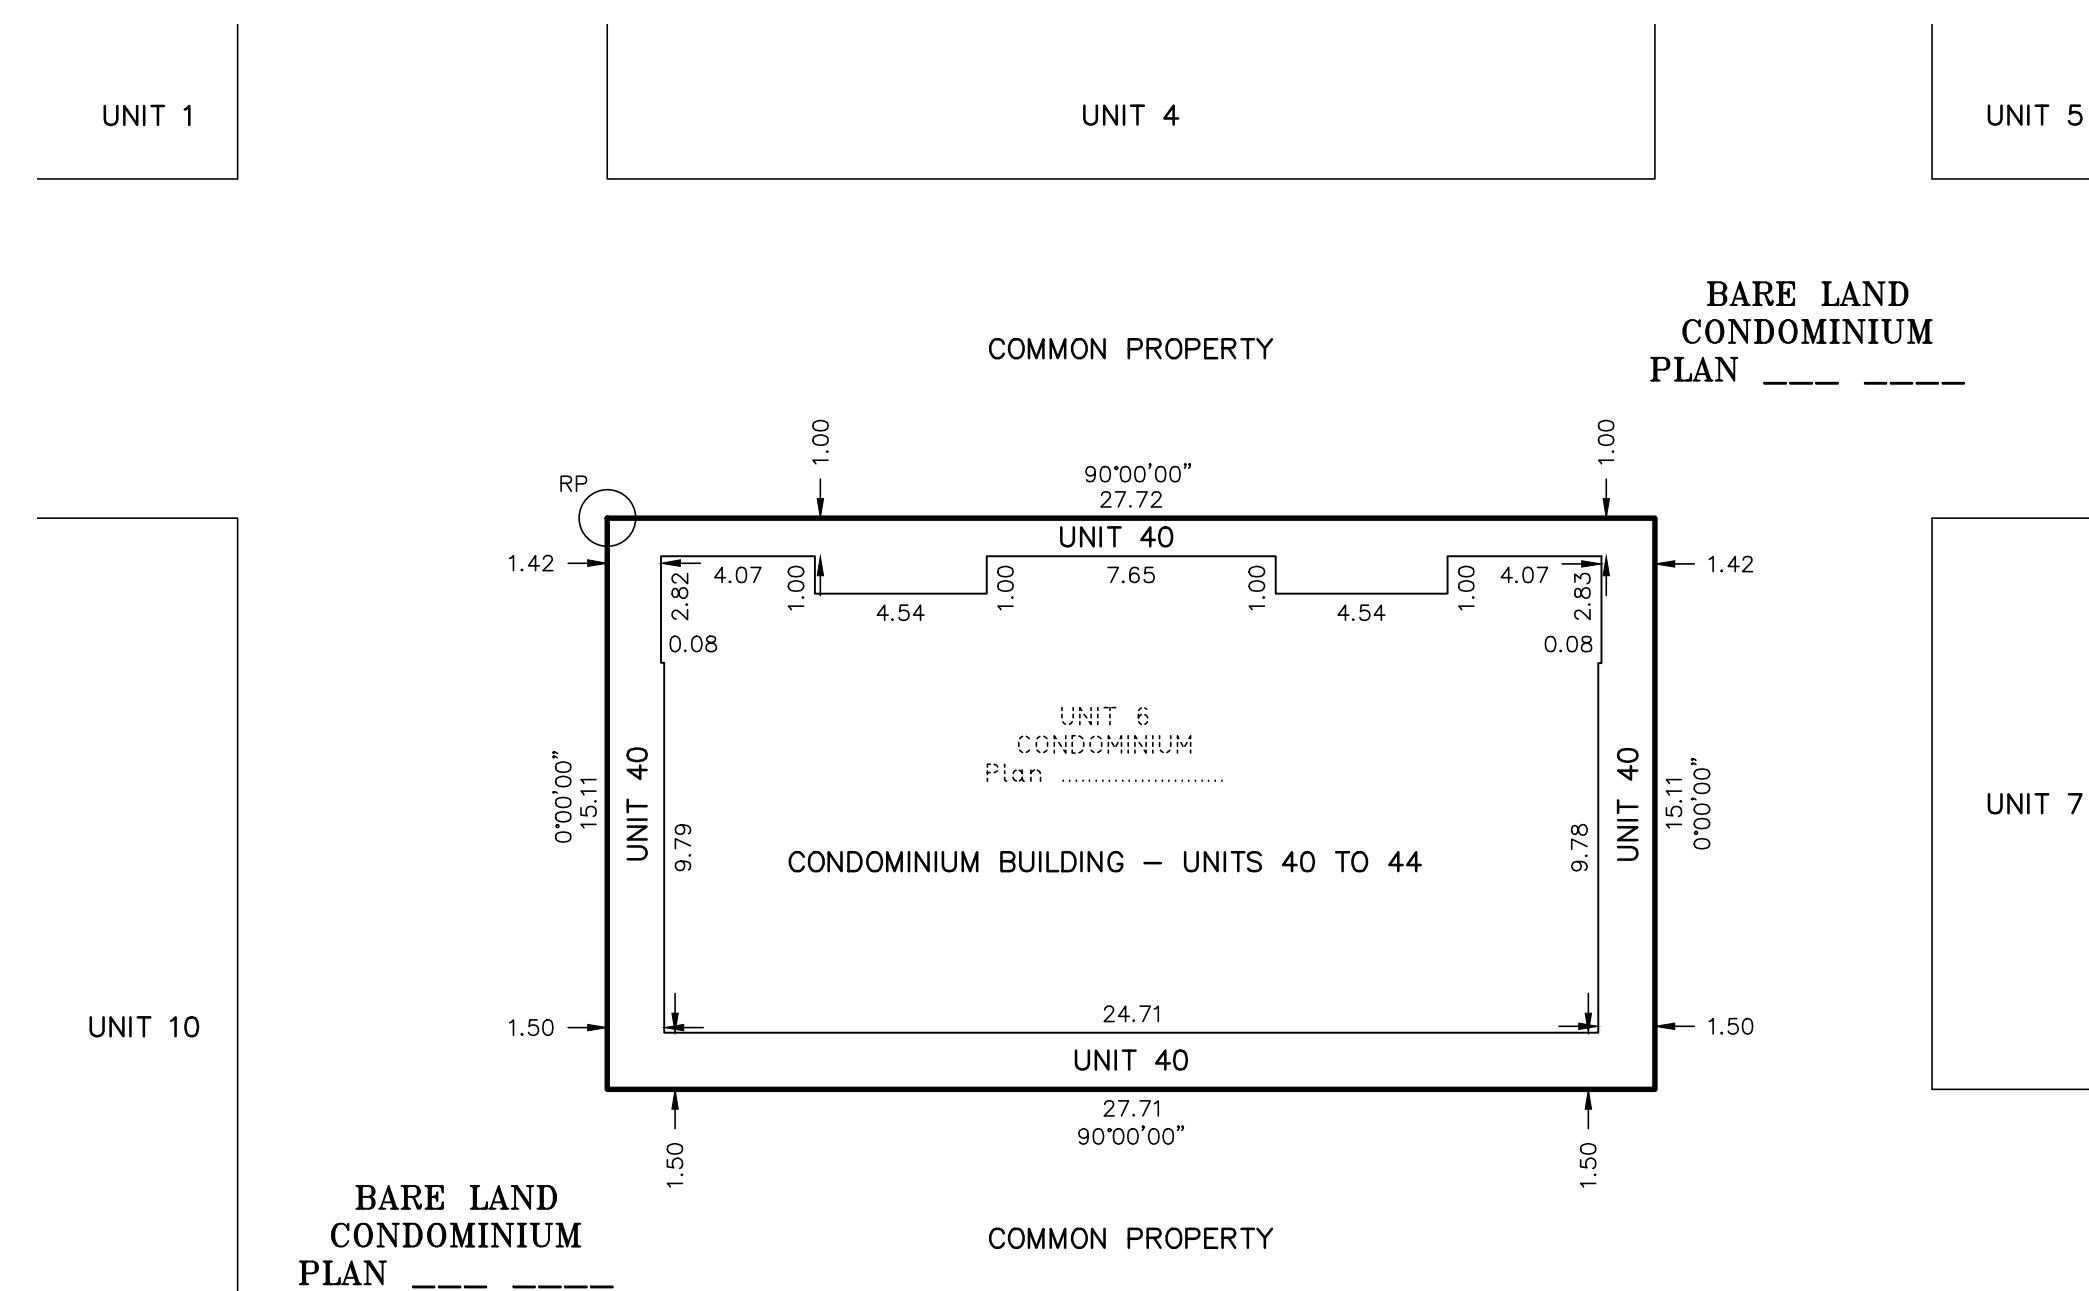 UNIT 1
UNIT 4
UNIT 5
BARE LAND
CONDOMINIUM
PLAN ___ ____
COMMON PROPERTY
1.00
1.00
90°00'00"
27.72
RP
UNIT 40
1.42
2.82
4.07
1.00
4.54
1.00
7.65
1.00
4.54
1.00
4.07
2.83
1.42
0.08
0.08
UNIT 6
CONDOMINIUM
Plan ..........................
0°00'00"
15.11
UNIT 40
9.79
CONDOMINIUM BUILDING – UNITS 40 TO 44
9.78
UNIT 40
15.11
0°00'00"
UNIT 7
UNIT 10
1.50
24.71
1.50
UNIT 40
27.71
90°00'00"
1.50
1.50
BARE LAND
CONDOMINIUM
PLAN ___ ____
COMMON PROPERTY